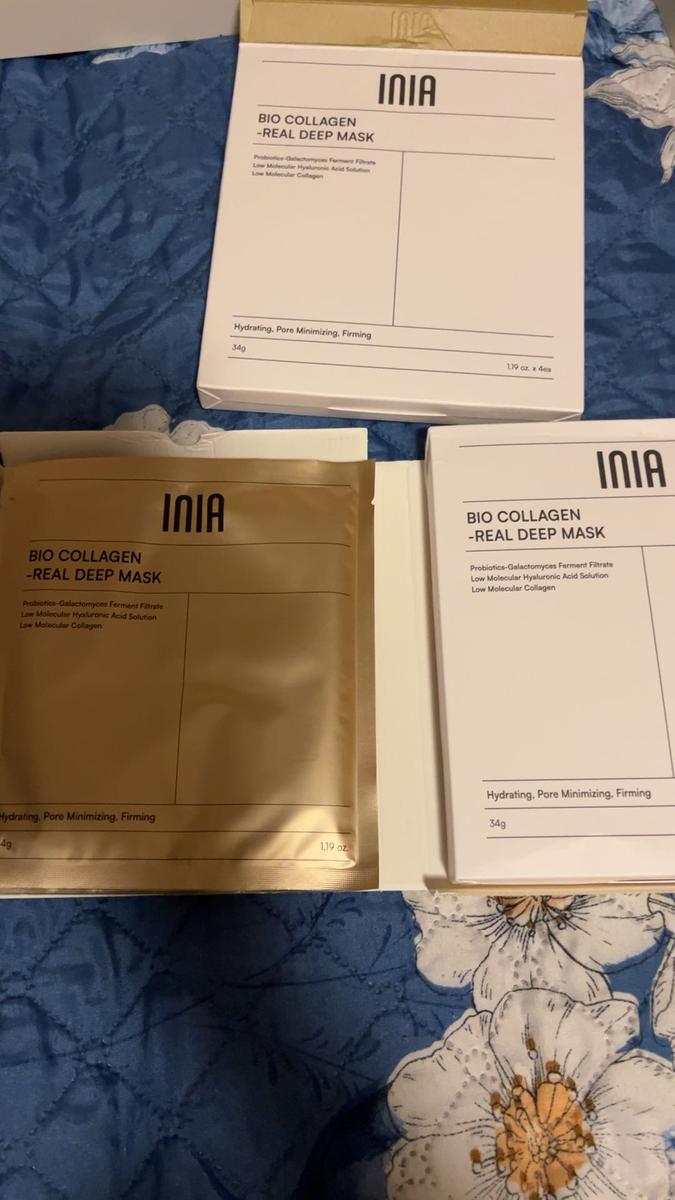 INIA
BIO COLLAGEN
-REAL DEEP MASK
Probiotics-Galactomyces Ferment Filtrate
Low Molecular Hyaluronic Acid Solution
Low Molecular Collagen
Hydrating, Pore Minimizing, Firming
34g
1.19 oz. x 4ea
INIA
BIO COLLAGEN
-REAL DEEP MASK
Probiotics-Galactomyces Ferment Filtrate
Low Molecular Hyaluronic Acid Solution
Low Molecular Collagen
Hydrating, Pore Minimizing, Firming
4g
1,19 oz.
INIA
BIO COLLAGEN
-REAL DEEP MASK
Probiotics-Galactomyces Ferment Filtrate
Low Molecular Hyaluronic Acid Solution
Low Molecular Collagen
Hydrating, Pore Minimizing, Firming
34g